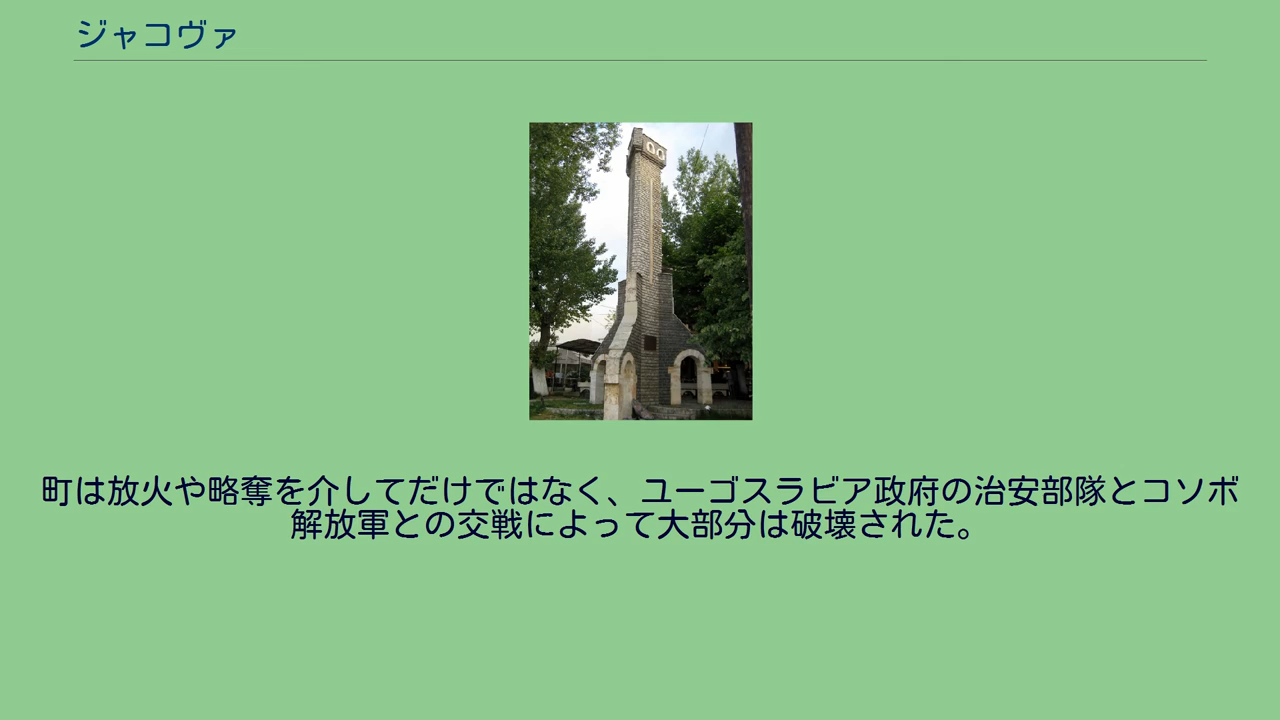 ジャコヴァ
町は放火や略奪を介してだけではなく、ユーゴスラビア政府の治安部隊とコソボ
解放軍との交戦によって大部分は破壊された。